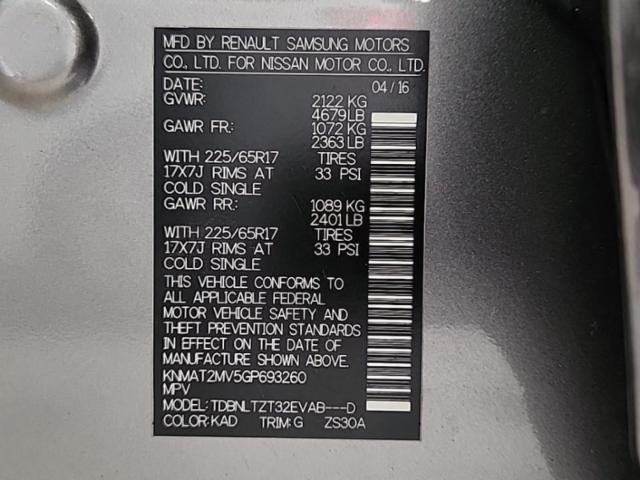 MFD BY RENAULT SAMSUNG MOTORS
CO., LTD. FOR NISSAN MOTOR CO., LTD.
DATE: 04/16
GVWR: 2122 KG
4679 LB
GAWR FR: 1072 KG
2363 LB
WITH 225/65R17 TIRES
17X7J RIMS AT 33 PSI
COLD SINGLE
GAWR RR: 1089 KG
2401 LB
WITH 225/65R17 TIRES
17X7J RIMS AT 33 PSI
COLD SINGLE
THIS VEHICLE CONFORMS TO
ALL APPLICABLE FEDERAL
MOTOR VEHICLE SAFETY AND
THEFT PREVENTION STANDARDS
IN EFFECT ON THE DATE OF
MANUFACTURE SHOWN ABOVE.
KNMAT2MV5GP693260
MPV
MODEL: TDBNLTZT32EVAB---D
COLOR: KAD TRIM: G ZS30A